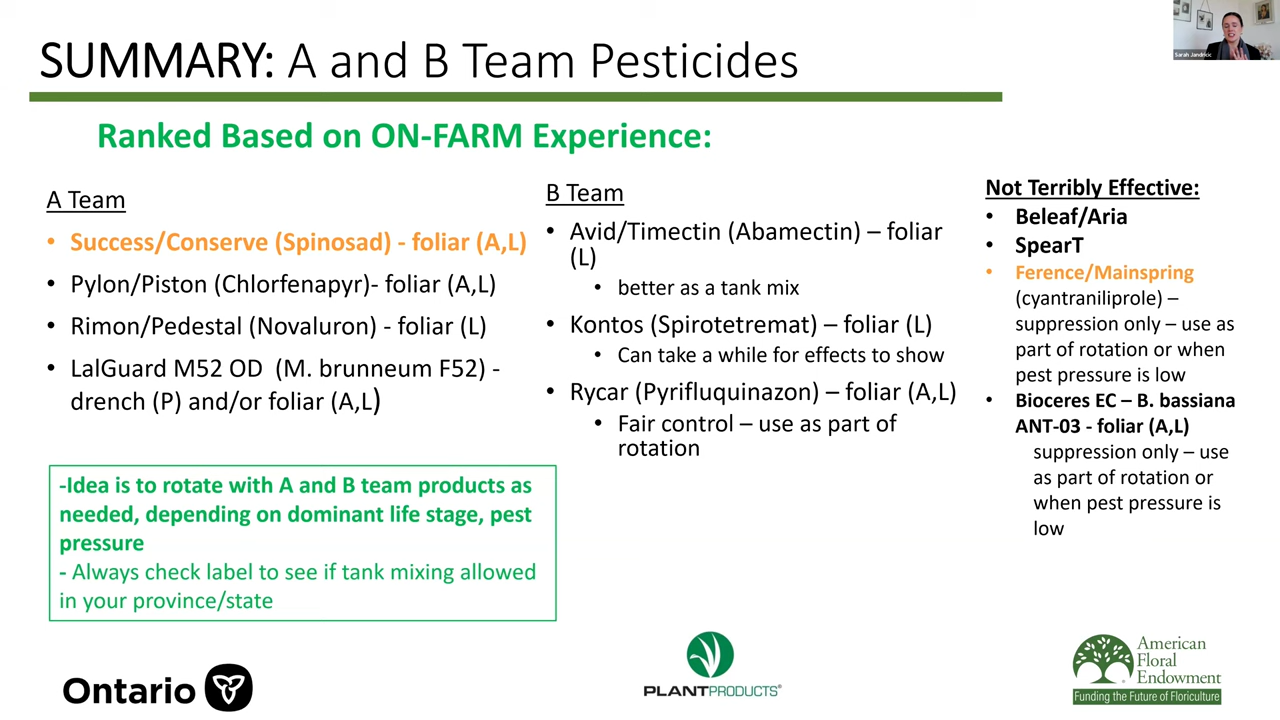 SUMMARY: A and B Team Pesticides
Sarah Jandricic
Ranked Based on ON-FARM Experience:
A Team
• Success/Conserve (Spinosad) - foliar (A,L)
• Pylon/Piston (Chlorfenapyr)- foliar (A,L)
• Rimon/Pedestal (Novaluron) - foliar (L)
• LalGuard M52 OD (M. brunneum F52) -
drench (P) and/or foliar (A,L)
-Idea is to rotate with A and B team products as
needed, depending on dominant life stage, pest
pressure
- Always check label to see if tank mixing allowed
in your province/state
B Team
• Avid/Timectin (Abamectin) – foliar
(L)
• better as a tank mix
• Kontos (Spirotetremat) – foliar (L)
• Can take a while for effects to show
• Rycar (Pyrifluquinazon) – foliar (A,L)
• Fair control – use as part of
rotation
Not Terribly Effective:
• Beleaf/Aria
• SpearT
• Ference/Mainspring
(cyantraniliprole) –
suppression only – use as
part of rotation or when
pest pressure is low
• Bioceres EC – B. bassiana
ANT-03 - foliar (A,L)
suppression only – use
as part of rotation or
when pest pressure is
low
Ontario
PLANTPRODUCTS®
American
Floral
Endowment
Funding the Future of Floriculture